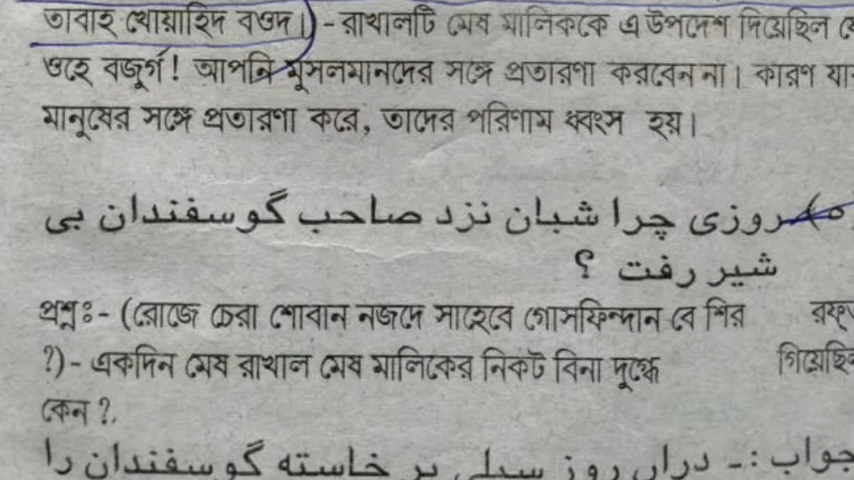 তাবাহ খোয়াহিদ বওদ।) - রাখালটি মেষ মালিককে এ উপদেশ দিয়েছিল
ওহে বজুর্গ! আপনি মুসলমানদের সঙ্গে প্রতারণা করবেন না। কারণ
মানুষের সঙ্গে প্রতারণা করে, তাদের পরিণাম ধ্বংস হয়।
روزی چرا شبان نزد صاحب گوسفندان بی
شیر رفت ؟
প্রশ্নঃ- (রোজে চেরা শোবান নজদে সাহেবে গোসফিন্দান বে শির
?)- একদিন মেষ রাখাল মেষ মালিকের নিকট বিনা দুগ্ধে
কেন ?
جواب :- دراں روز سیلی بر خاسته گوسفندان را